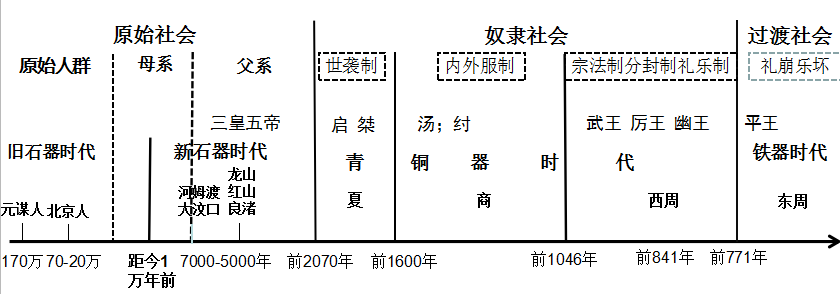 原始社会 奴隶社会 过渡社会
原始人群 母系 父系 世袭制 内外服制 宗法制分封制礼乐制 礼崩乐坏
三皇五帝 启 桀 汤；纣 武王 厉王 幽王 平王
旧石器时代 新石器时代 青 铜 器 时 代 铁器时代
龙山
河姆渡 红山
大汶口 良渚
元谋人 北京人 夏 商 西周 东周
170万 70-20万 距今1万年前 7000-5000年 前2070年 前1600年 前1046年 前841年 前771年